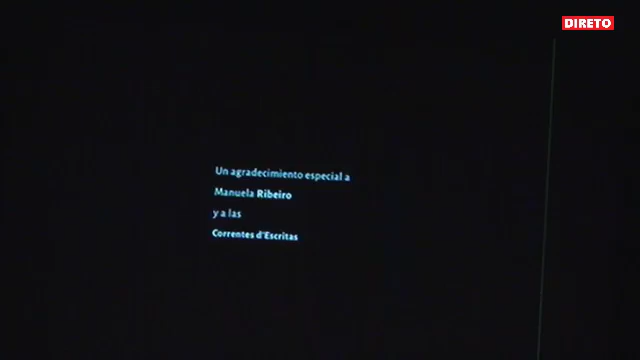 DIRETO
Un agradecimiento especial a
Manuela Ribeiro
y a las
Correntes d'Escritas